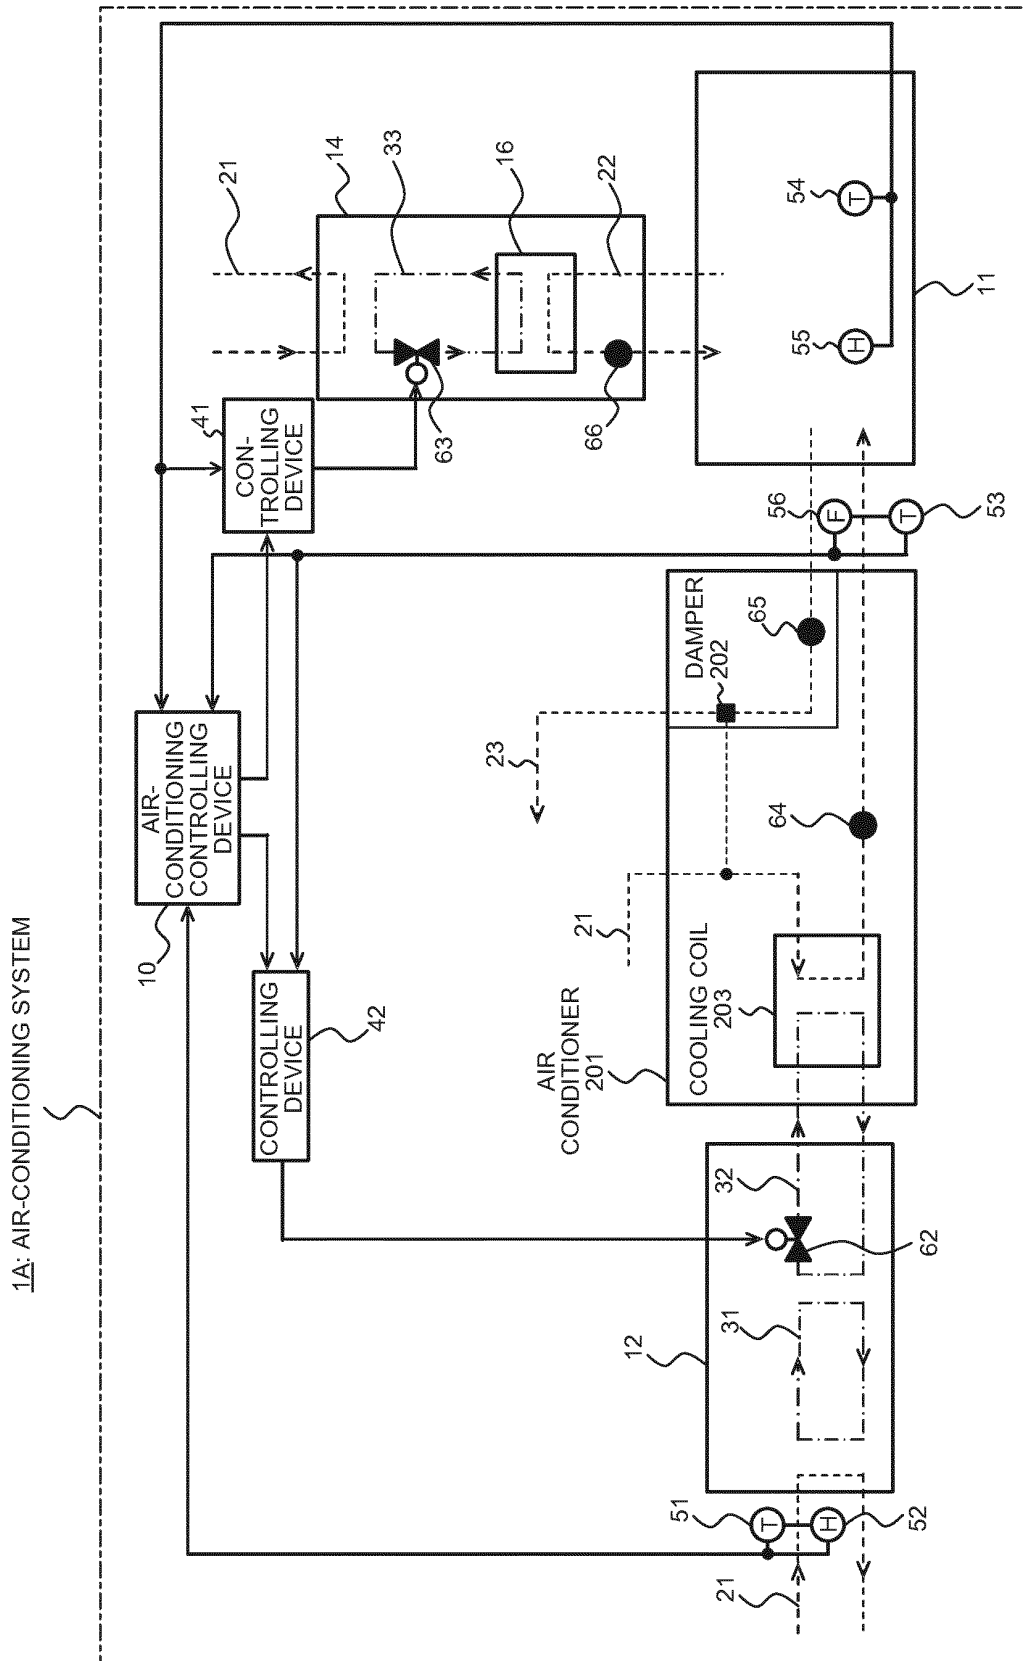 1A: AIR-CONDITIONING SYSTEM
10
AIR-
CONDITIONING
CONTROLLING
DEVICE
41
CON-
TROLLING
DEVICE
21
14
33
16
22
63
66
54
T
55
H
11
CONTROLLING
DEVICE
42
56
F
T
53
DAMPER
202
65
23
64
21
AIR
CONDITIONER
201
COOLING COIL
203
12
32
62
31
51
T
H
52
21